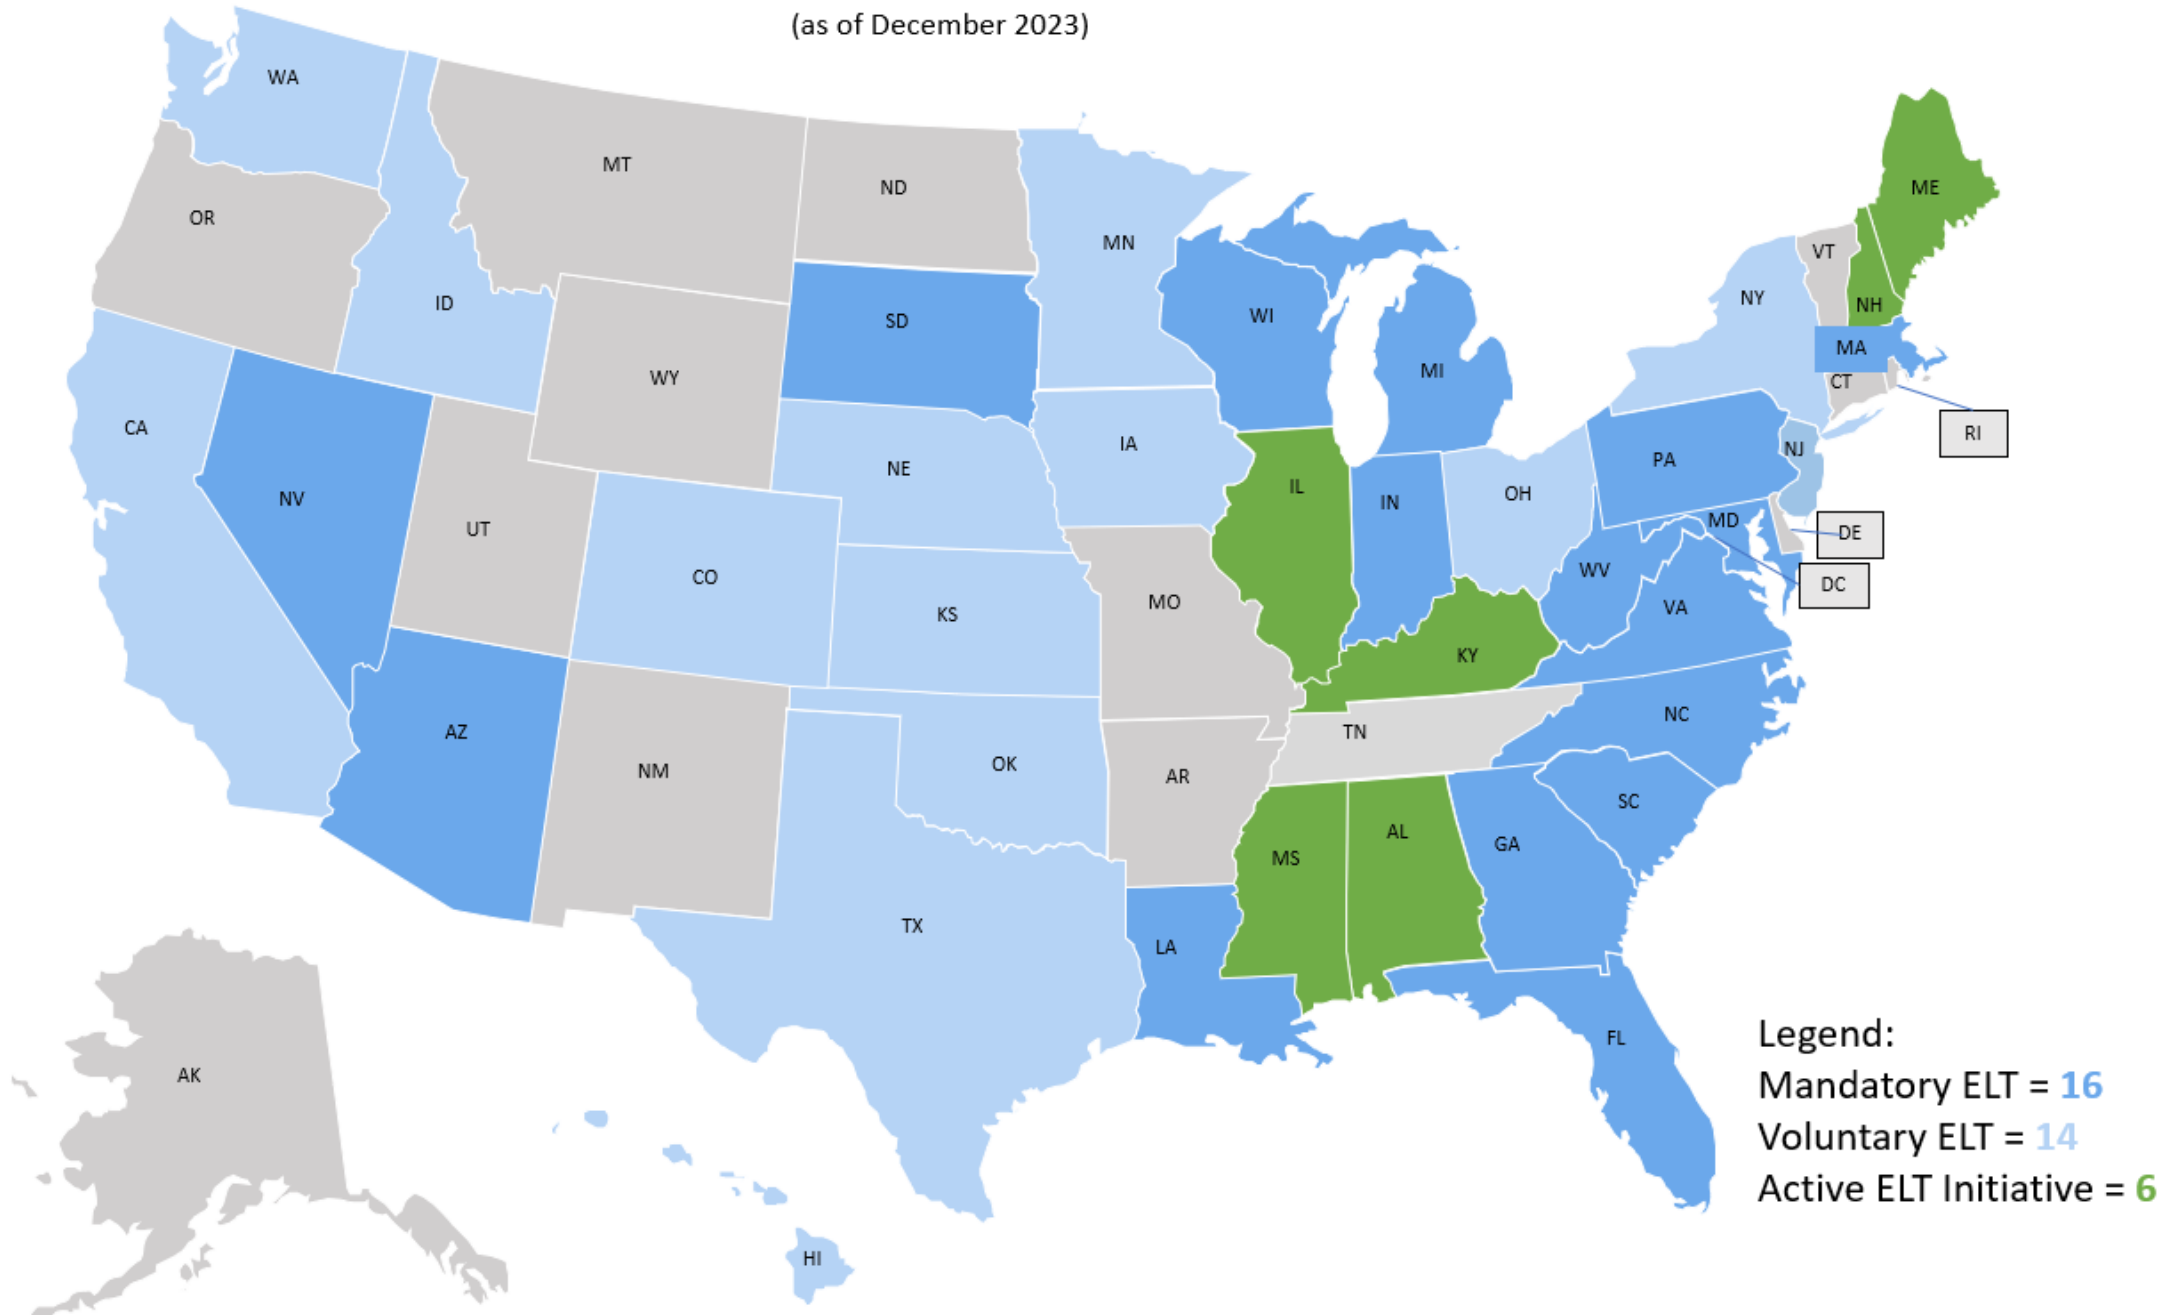 (as of December 2023)
WA
MT
ND
MN
ME
OR
VT
ID
NY
NH
SD
WI
MA
WY
MI
CT
CA
RI
IA
NJ
NE
PA
IL
NV
OH
IN
MD
UT
DE
WV
CO
DC
MO
VA
KS
KY
NC
AZ
TN
OK
NM
AR
SC
AL
GA
MS
TX
LA
FL
AK
HI
Legend:
Mandatory ELT = 16
Voluntary ELT = 14
Active ELT Initiative = 6